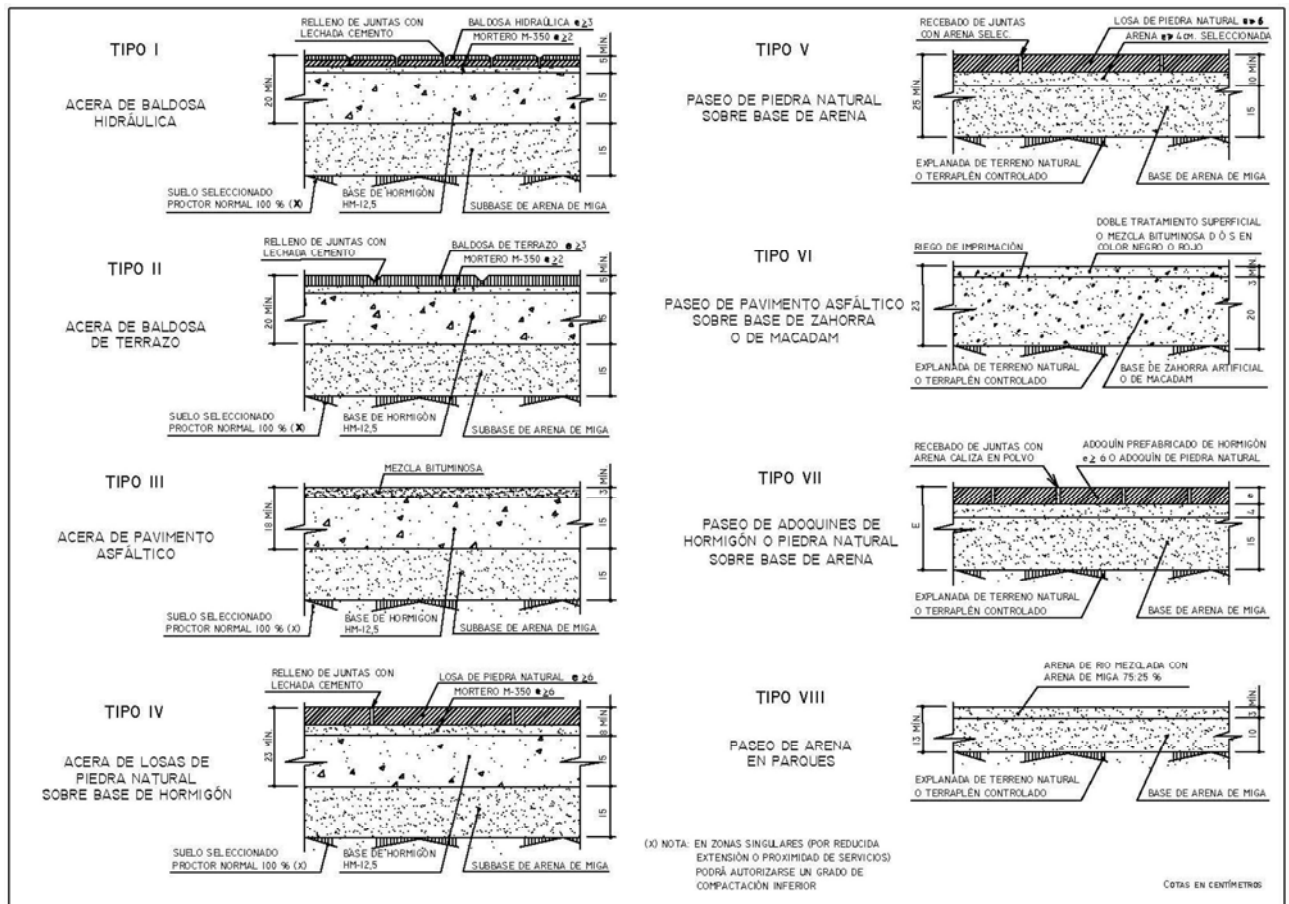 TIPO I
ACERA DE BALDOSA
HIDRÁULICA
RELLENO DE JUNTAS CON
LECHADA CEMENTO
BALDOSA HIDRÁULICA e ≥3
MORTERO M-350 e ≥2
20 MÍN.
5 MÍN.
15
15
SUELO SELECCIONADO
PROCTOR NORMAL 100 % (X)
BASE DE HORMIGÓN
HM-12,5
SUBBASE DE ARENA DE MIGA
TIPO II
ACERA DE BALDOSA
DE TERRAZO
RELLENO DE JUNTAS CON
LECHADA CEMENTO
BALDOSA DE TERRAZO e ≥3
MORTERO M-350 e ≥2
20 MÍN.
5 MÍN.
15
15
SUELO SELECCIONADO
PROCTOR NORMAL 100 % (X)
BASE DE HORMIGÓN
HM-12,5
SUBBASE DE ARENA DE MIGA
TIPO III
ACERA DE PAVIMENTO
ASFÁLTICO
MEZCLA BITUMINOSA
18 MÍN.
3 MÍN.
15
15
SUELO SELECCIONADO
PROCTOR NORMAL 100 % (X)
BASE DE HORMIGÓN
HM-12,5
SUBBASE DE ARENA DE MIGA
TIPO IV
ACERA DE LOSAS DE
PIEDRA NATURAL
SOBRE BASE DE HORMIGÓN
RELLENO DE JUNTAS CON
LECHADA CEMENTO
LOSA DE PIEDRA NATURAL e ≥6
MORTERO M-350 e ≥6
23 MÍN.
8 MÍN.
15
15
SUELO SELECCIONADO
PROCTOR NORMAL 100 % (X)
BASE DE HORMIGÓN
HM-12,5
SUBBASE DE ARENA DE MIGA
TIPO V
PASEO DE PIEDRA NATURAL
SOBRE BASE DE ARENA
RECEBADO DE JUNTAS
CON ARENA SELEC.
LOSA DE PIEDRA NATURAL 6
ARENA 4 CM. SELECCIONADA
25 MÍN.
10 MÍN.
15
EXPLANADA DE TERRENO NATURAL
O TERRAPLÉN CONTROLADO
BASE DE ARENA DE MIGA
TIPO VI
PASEO DE PAVIMENTO ASFÁLTICO
SOBRE BASE DE ZAHORRA
O DE MACADAM
RIEGO DE IMPRIMACIÓN
DOBLE TRATAMIENTO SUPERFICIAL
O MEZCLA BITUMINOSA D Ó S EN
COLOR NEGRO O ROJO
23
3 MÍN.
20
EXPLANADA DE TERRENO NATURAL
O TERRAPLÉN CONTROLADO
BASE DE ZAHORRA ARTIFICIAL
O DE MACADAM
TIPO VII
PASEO DE ADOQUINES DE
HORMIGÓN O PIEDRA NATURAL
SOBRE BASE DE ARENA
RECEBADO DE JUNTAS CON
ARENA CALIZA EN POLVO
ADOQUÍN PREFABRICADO DE HORMIGÓN
e ≥ 6 O ADOQUÍN DE PIEDRA NATURAL
E
e
4
15
EXPLANADA DE TERRENO NATURAL
O TERRAPLÉN CONTROLADO
BASE DE ARENA DE MIGA
TIPO VIII
PASEO DE ARENA
EN PARQUES
ARENA DE RIO MEZCLADA CON
ARENA DE MIGA 75:25 %
13 MÍN.
3 MÍN.
10
EXPLANADA DE TERRENO NATURAL
O TERRAPLÉN CONTROLADO
BASE DE ARENA DE MIGA
(X) NOTA: EN ZONAS SINGULARES (POR REDUCIDA
EXTENSIÓN O PROXIMIDAD DE SERVICIOS)
PODRÁ AUTORIZARSE UN GRADO DE
COMPACTACIÓN INFERIOR
COTAS EN CENTÍMETROS